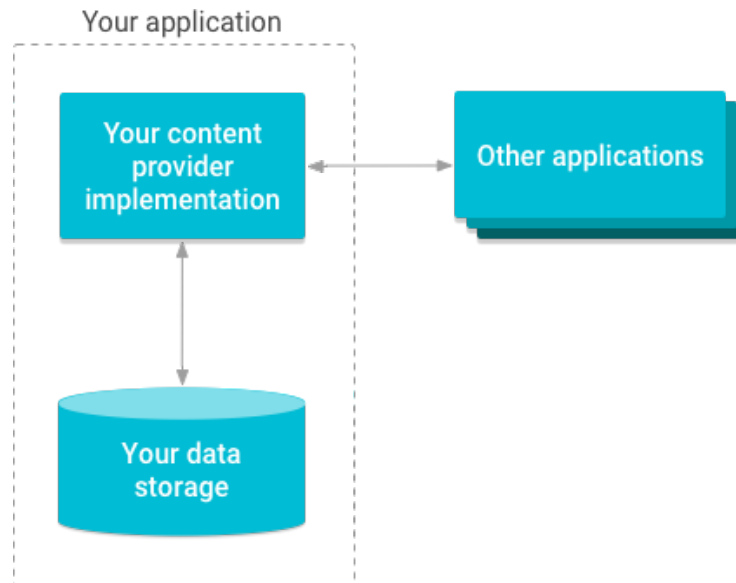 Your application
Your content
provider
implementation
Other applications
Your data
storage